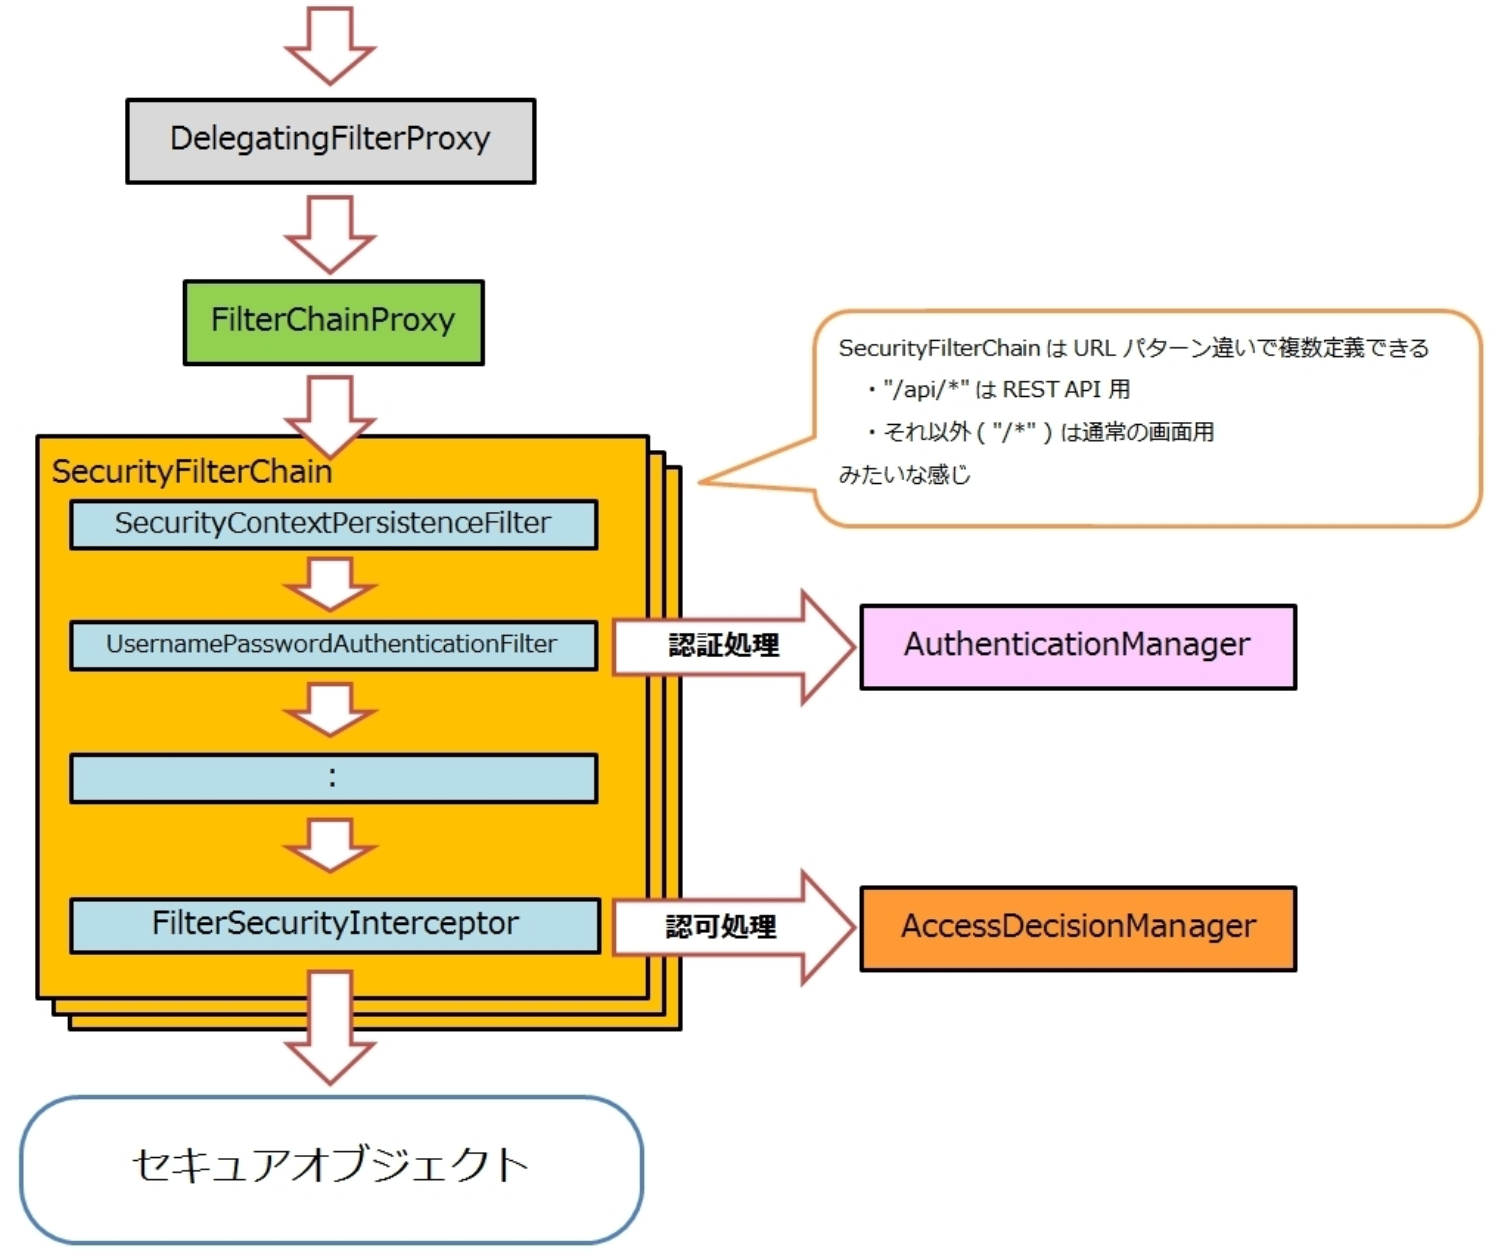 DelegatingFilterProxy
FilterChainProxy
SecurityFilterChain は URL パターン違いで複数定義できる
・"/api/*" は REST API 用
・それ以外 ( "/*" ) は通常の画面用
みたいな感じ
SecurityFilterChain
SecurityContextPersistenceFilter
UsernamePasswordAuthenticationFilter
認証処理
AuthenticationManager
:
FilterSecurityInterceptor
認可処理
AccessDecisionManager
セキュアオブジェクト